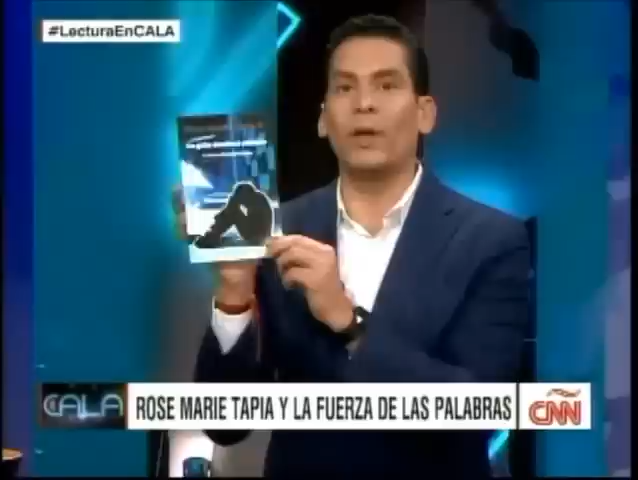 #LecturaEnCALA
CALA
ROSE MARIE TAPIA Y LA FUERZA DE LAS PALABRAS
CNN